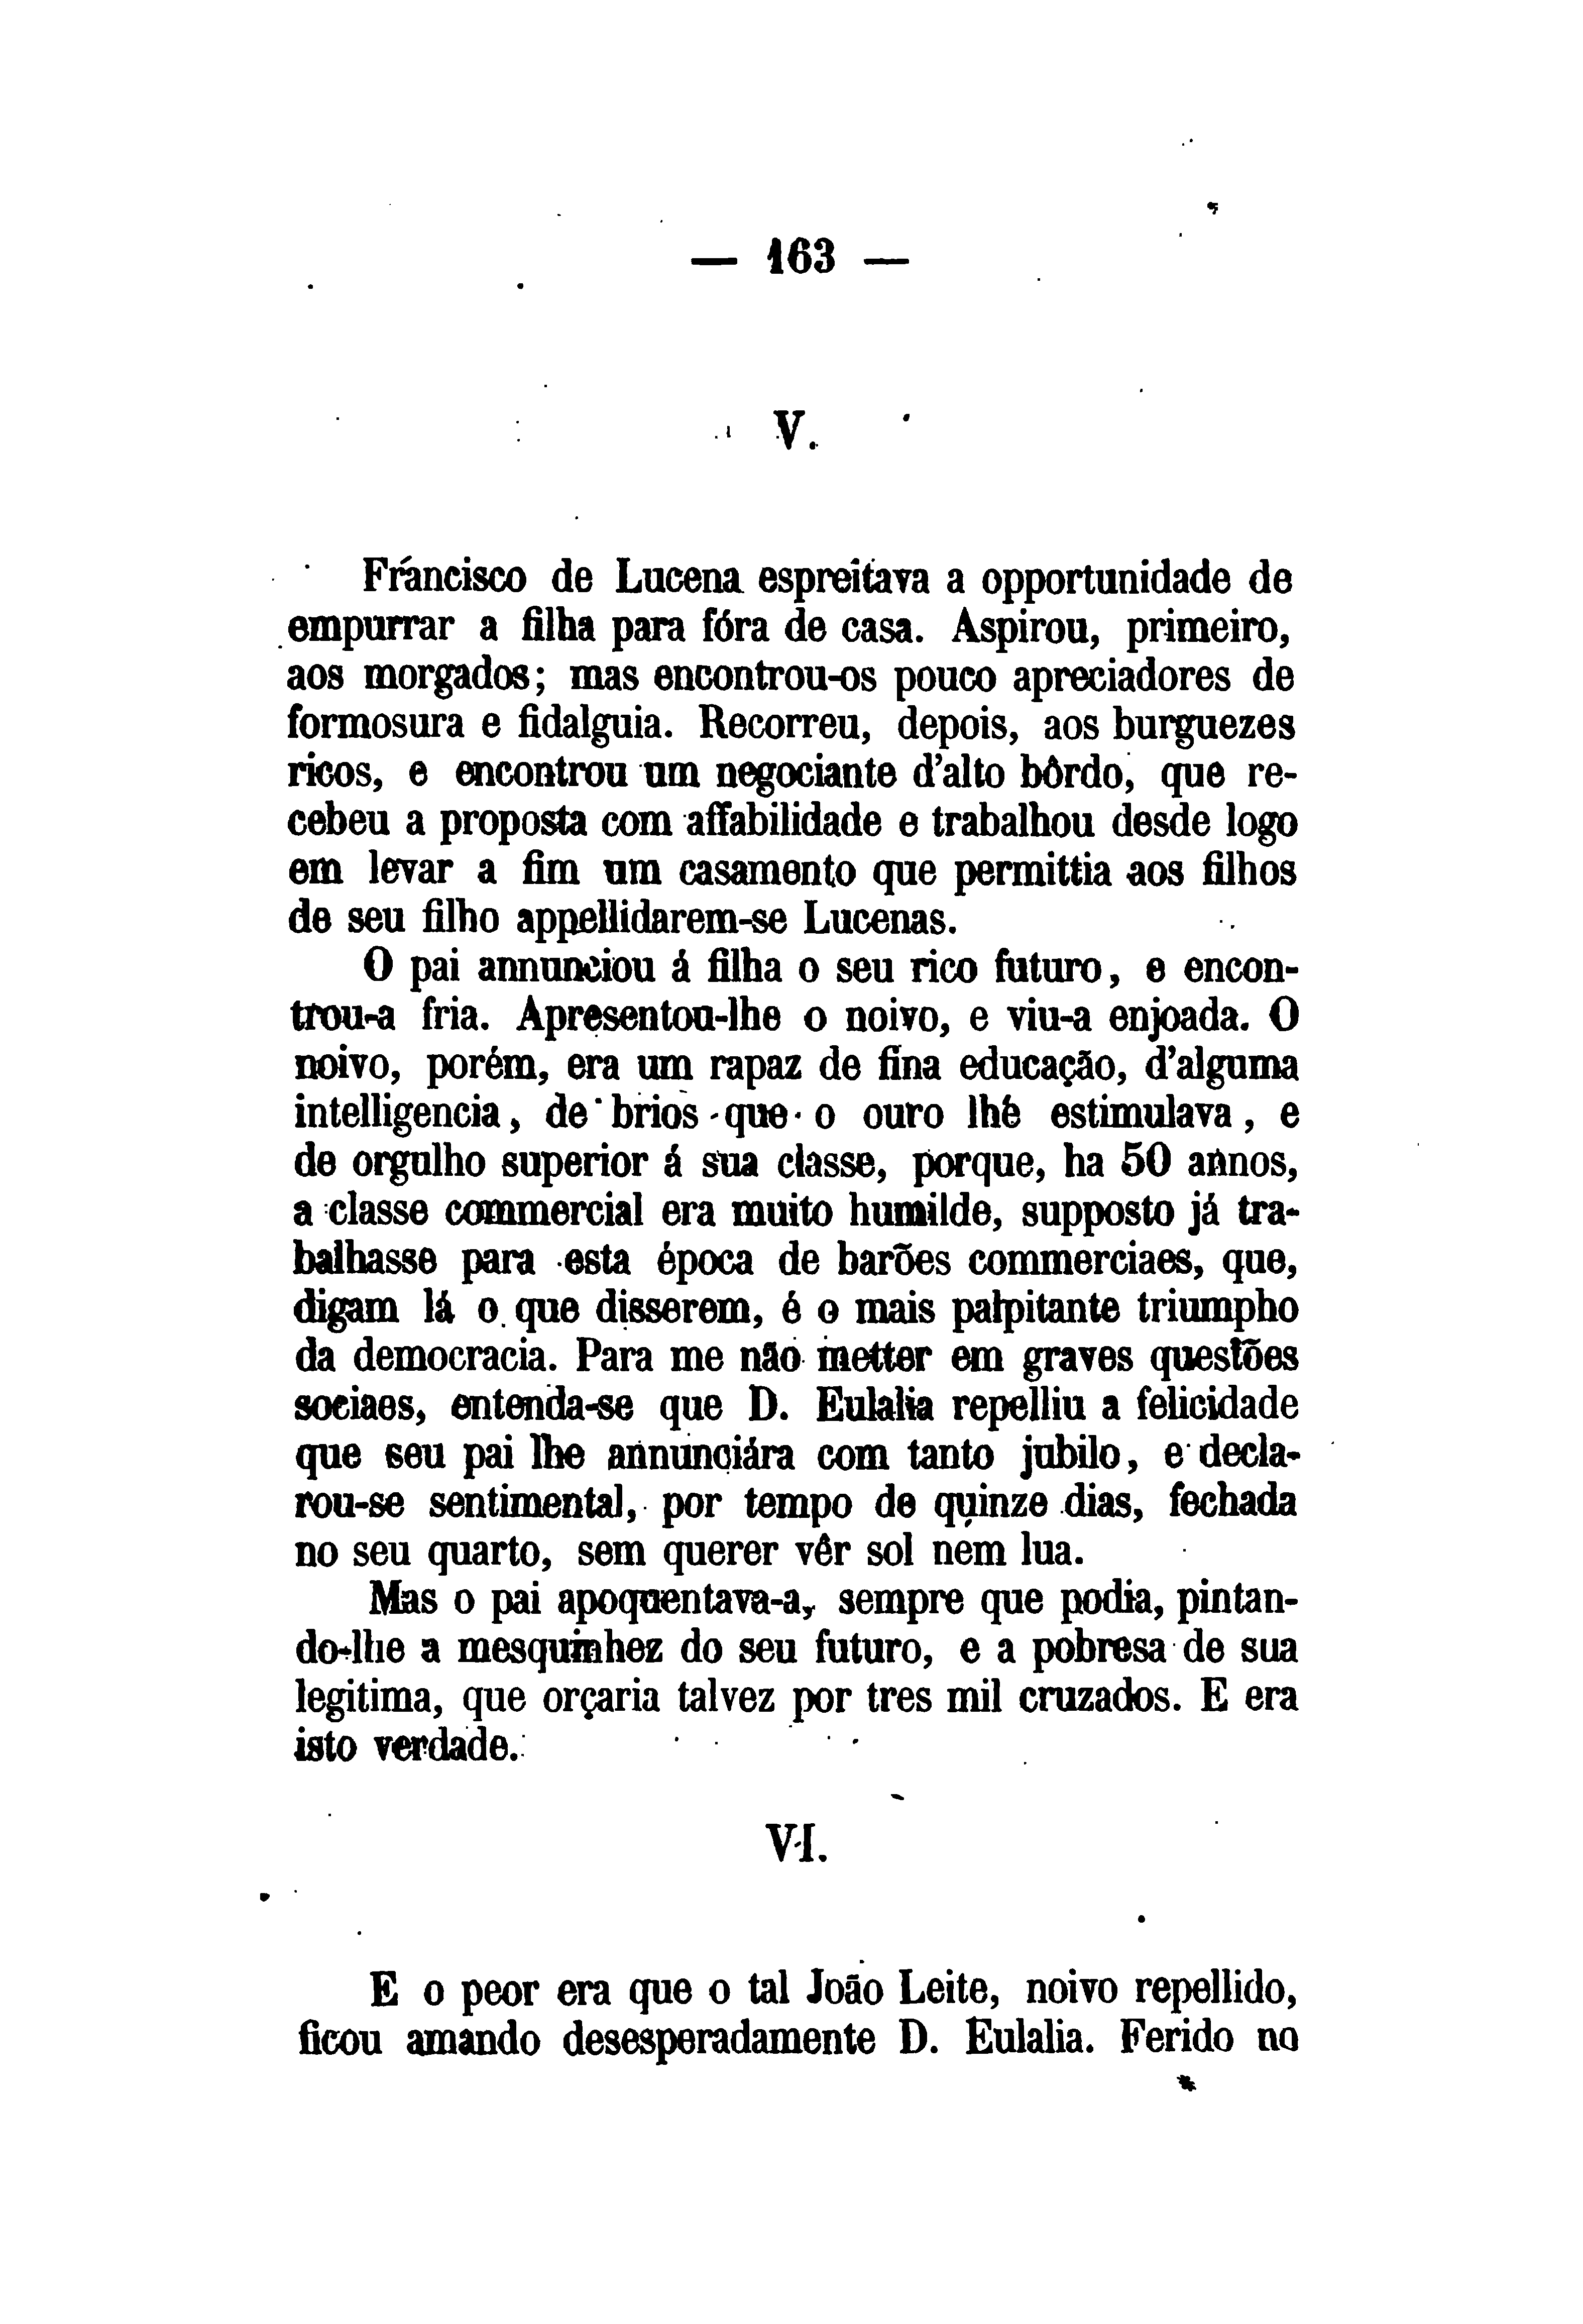 — 163 —
V.
Francisco de Lucena espreitava a opportunidade de
empurrar a filha para fóra de casa. Aspirou, primeiro,
aos morgados; mas encontrou-os pouco apreciadores de
formosura e fidalguia. Recorreu, depois, aos burguezes
ricos, e encontrou um negociante d'alto bôrdo, que re-
cebeu a proposta com affabilidade e trabalhou desde logo
em levar a fim um casamento que permittia aos filhos
de seu filho appellidarem-se Lucenas.
O pai annunciou á filha o seu rico futuro, e encon-
trou-a fria. Apresentou-lhe o noivo, e viu-a enjoada. O
noivo, porém, era um rapaz de fina educação, d'alguma
intelligencia, de brios que o ouro lhe estimulava, e
de orgulho superior á sua classe, porque, ha 50 annos,
a classe commercial era muito humilde, supposto já tra-
balhasse para esta época de barões commerciaes, que,
digam lá o que disserem, é o mais palpitante triumpho
da democracia. Para me não metter em graves questões
sociaes, entenda-se que D. Eulalia repelliu a felicidade
que seu pai lhe annunciára com tanto jubilo, e decla-
rou-se sentimental, por tempo de quinze dias, fechada
no seu quarto, sem querer vêr sol nem lua.
Mas o pai apoquentava-a, sempre que podia, pintan-
do-lhe a mesquinhez do seu futuro, e a pobresa de sua
legitima, que orçaria talvez por tres mil cruzados. E era
isto verdade.
VI.
E o peor era que o tal João Leite, noivo repellido,
ficou amando desesperadamente D. Eulalia. Ferido no
*